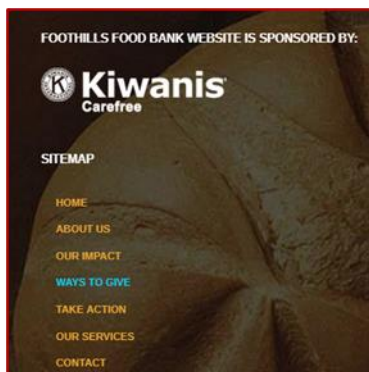 FOOTHILLS FOOD BANK WEBSITE IS SPONSORED BY:
K
Kiwanis
Carefree
SITEMAP
HOME
ABOUT US
OUR IMPACT
WAYS TO GIVE
TAKE ACTION
OUR SERVICES
CONTACT